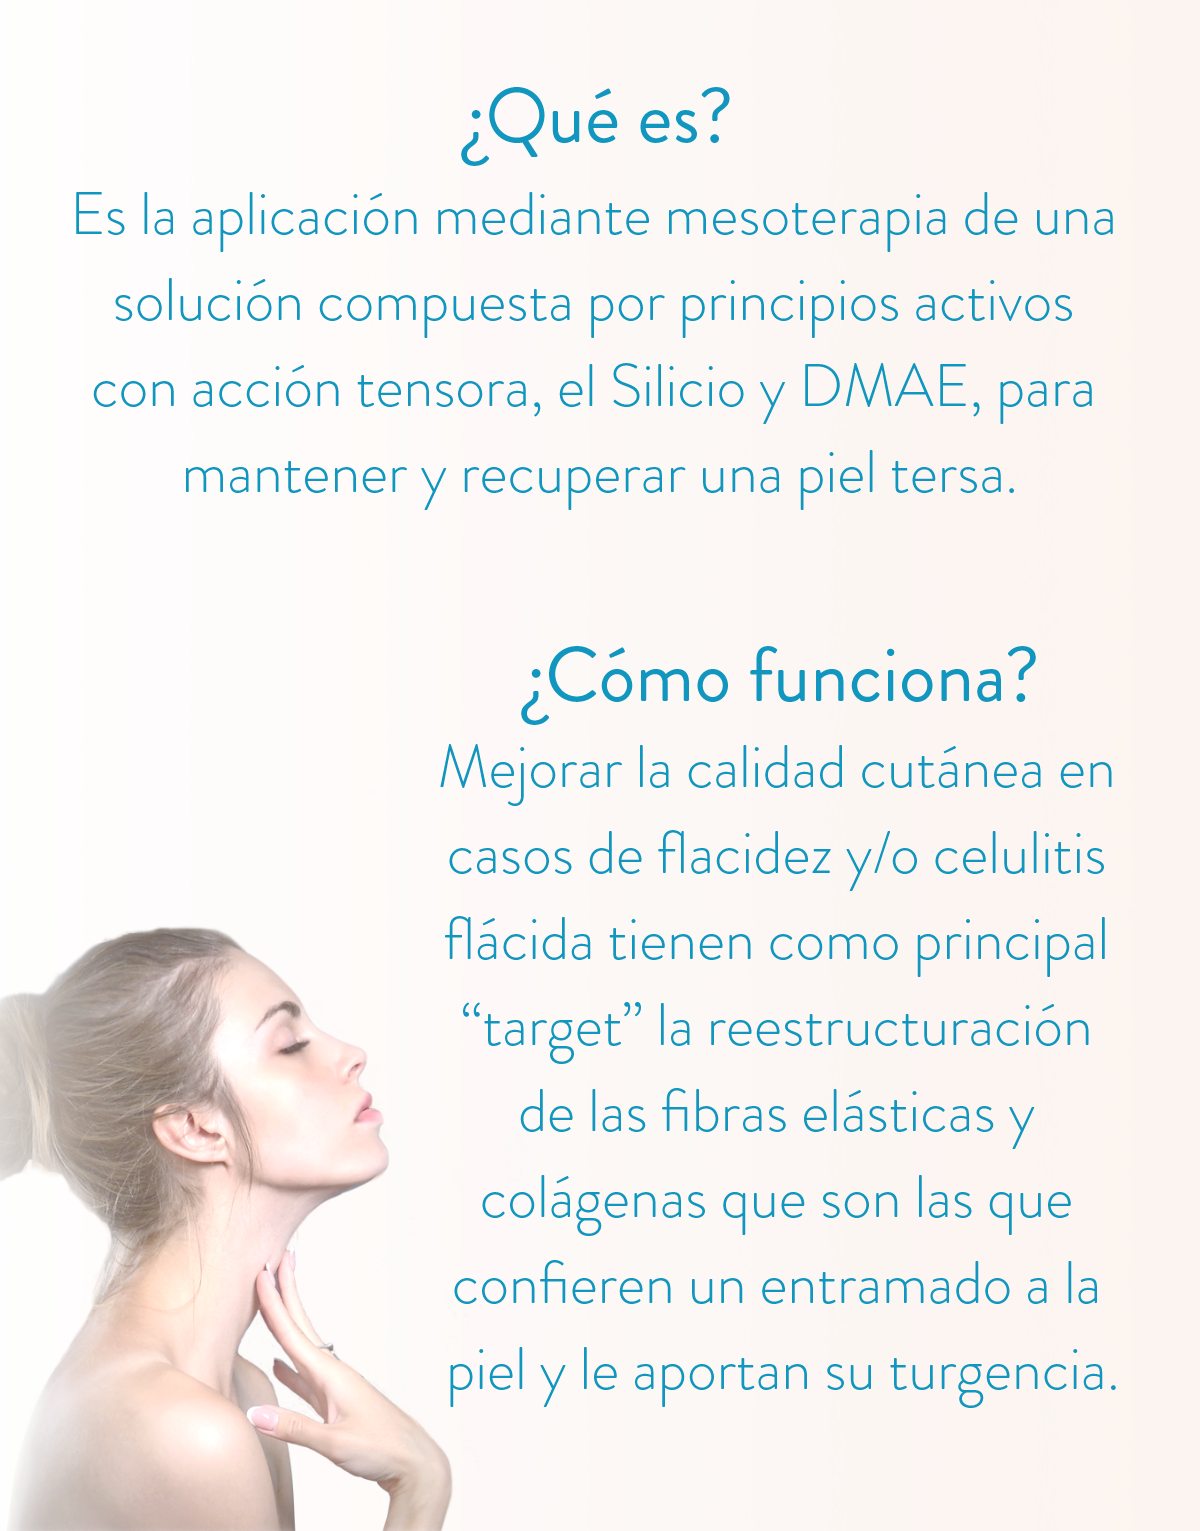 ¿Qué es?
Es la aplicación mediante mesoterapia de una
solución compuesta por principios activos
con acción tensora, el Silicio y DMAE, para
mantener y recuperar una piel tersa.
¿Cómo funciona?
Mejorar la calidad cutánea en
casos de flacidez y/o celulitis
flácida tienen como principal
“target” la reestructuración
de las fibras elásticas y
colágenas que son las que
confieren un entramado a la
piel y le aportan su turgencia.